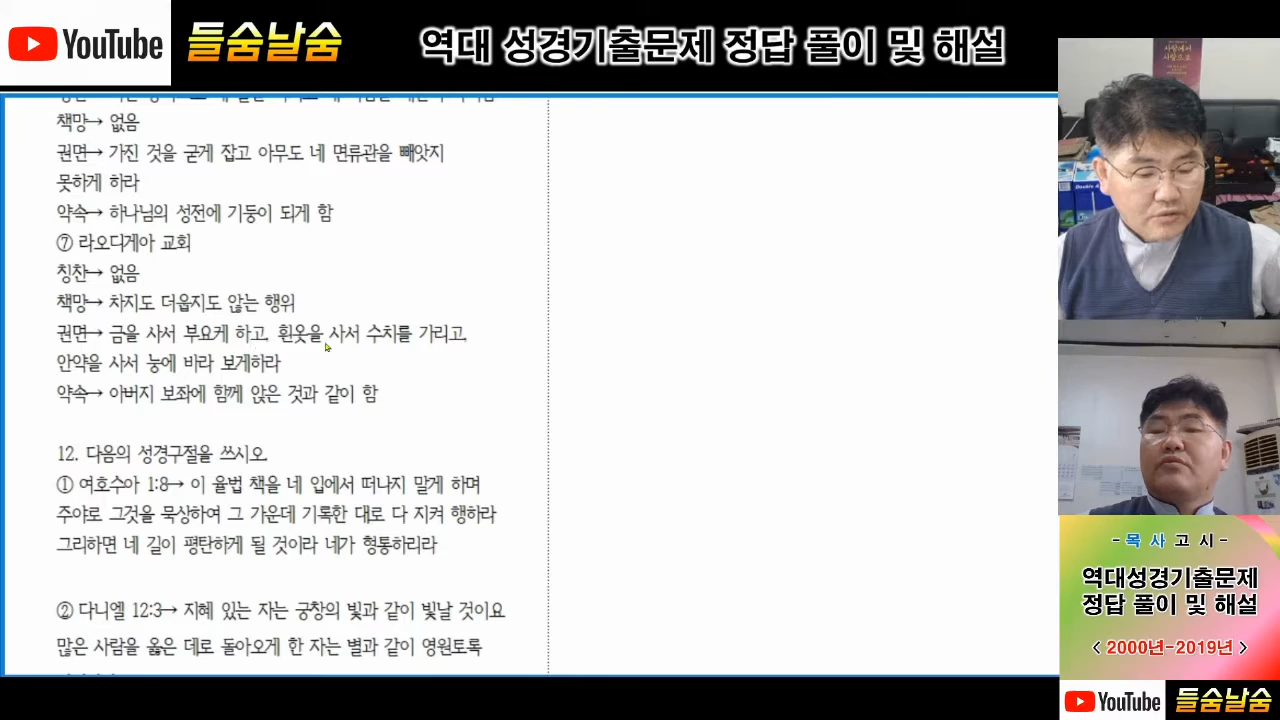 YouTube 들숨날숨 역대 성경기출문제 정답 풀이 및 해설
책망→ 없음
권면→ 가진 것을 굳게 잡고 아무도 네 면류관을 빼앗지
못하게 하라
약속→ 하나님의 성전에 기둥이 되게 함
⑦ 라오디게아 교회
칭찬→ 없음
책망→ 차지도 더웁지도 않는 행위
권면→ 금을 사서 부요케 하고, 흰옷을 사서 수치를 가리고,
안약을 사서 눙에 바라 보게하라
약속→ 아버지 보좌에 함께 앉은 것과 같이 함
12. 다음의 성경구절을 쓰시오.
① 여호수아 1:8→ 이 율법 책을 네 입에서 떠나지 말게 하며
주야로 그것을 묵상하여 그 가운데 기록한 대로 다 지켜 행하라
그리하면 네 길이 평탄하게 될 것이라 네가 형통하리라
② 다니엘 12:3→ 지혜 있는 자는 궁창의 빛과 같이 빛날 것이요
많은 사람을 옳은 데로 돌아오게 한 자는 별과 같이 영원토록
사랑에서
사랑으로
- 목 사 고 시 -
역대성경기출문제
정답 풀이 및 해설
< 2000년-2019년 >
YouTube 들숨날숨